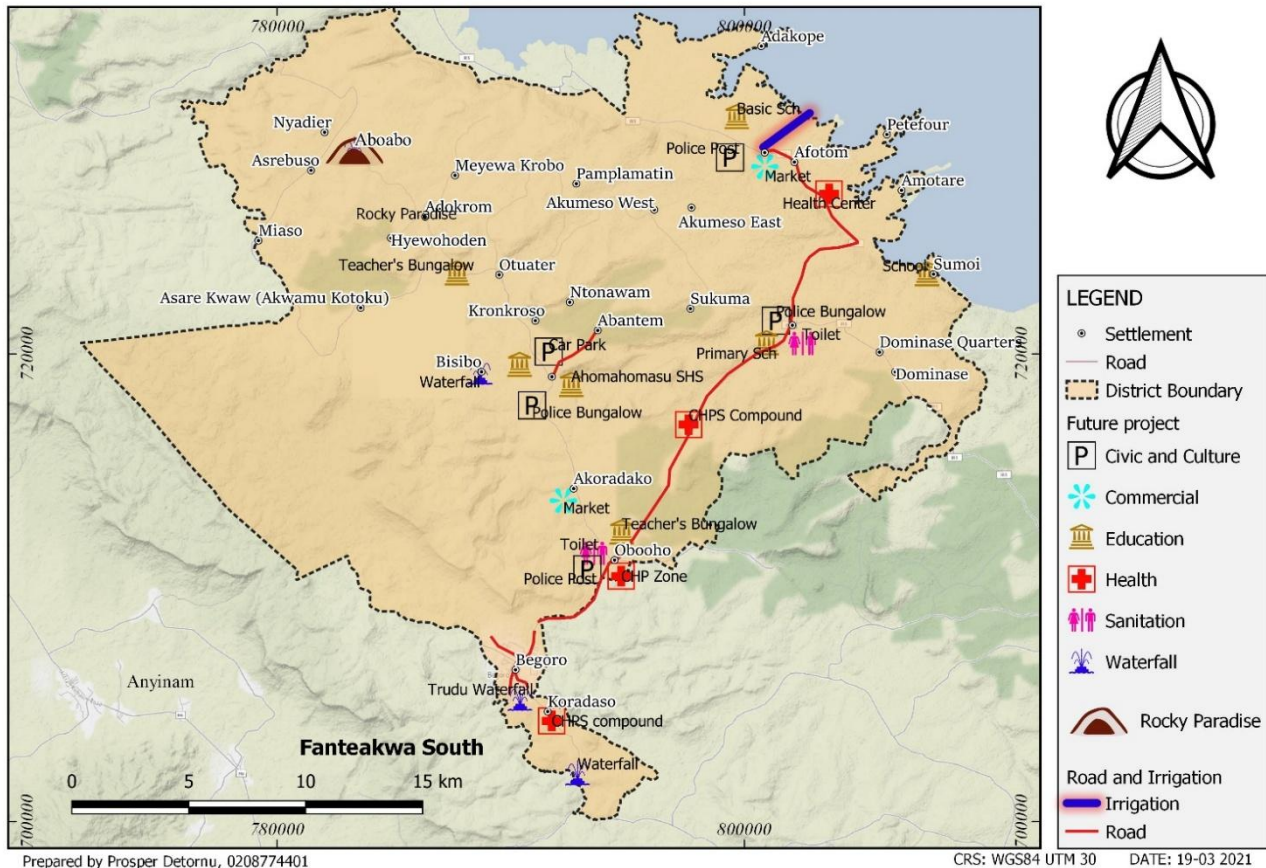 780000
800000
Adakope
Basic Sch
Nyadier
Aboabo
Petefour
Police Post
Afotom
Asrebuso
Meyewa Krobo
Pamplamatin
Market
Amotare
Health Center
Akumeso West
Akumeso East
Rocky Paradise
Adokrom
Miaso
Hyewohoden
Teacher's Bungalow
Otuater
School
Sumoi
Asare Kwaw (Akwamu Kotoku)
Ntonawam
Sukuma
Kronkroso
Abantem
Police Bungalow
Toilet
720000
Car Park
Primary Sch
Dominase Quarters
720000
Bisibo
Waterfall
Ahomahomasu SHS
Dominase
P
Police Bungalow
CHPS Compound
Akoradako
Market
Teacher's Bungalow
Toilet
Obooho
Police Post
CHP Zone
Begoro
Anyinam
Trudu Waterfall
Koradaso
CHRS compound
Fanteakwa South
Waterfall
0 5 10 15 km
700000
780000
800000
700000
Prepared by Prosper Detornu, 0208774401
CRS: WGS84 UTM 30 DATE: 19-03 2021
LEGEND
Settlement
Road
District Boundary
Future project
P Civic and Culture
Commercial
Education
Health
Sanitation
Waterfall
Rocky Paradise
Road and Irrigation
Irrigation
Road